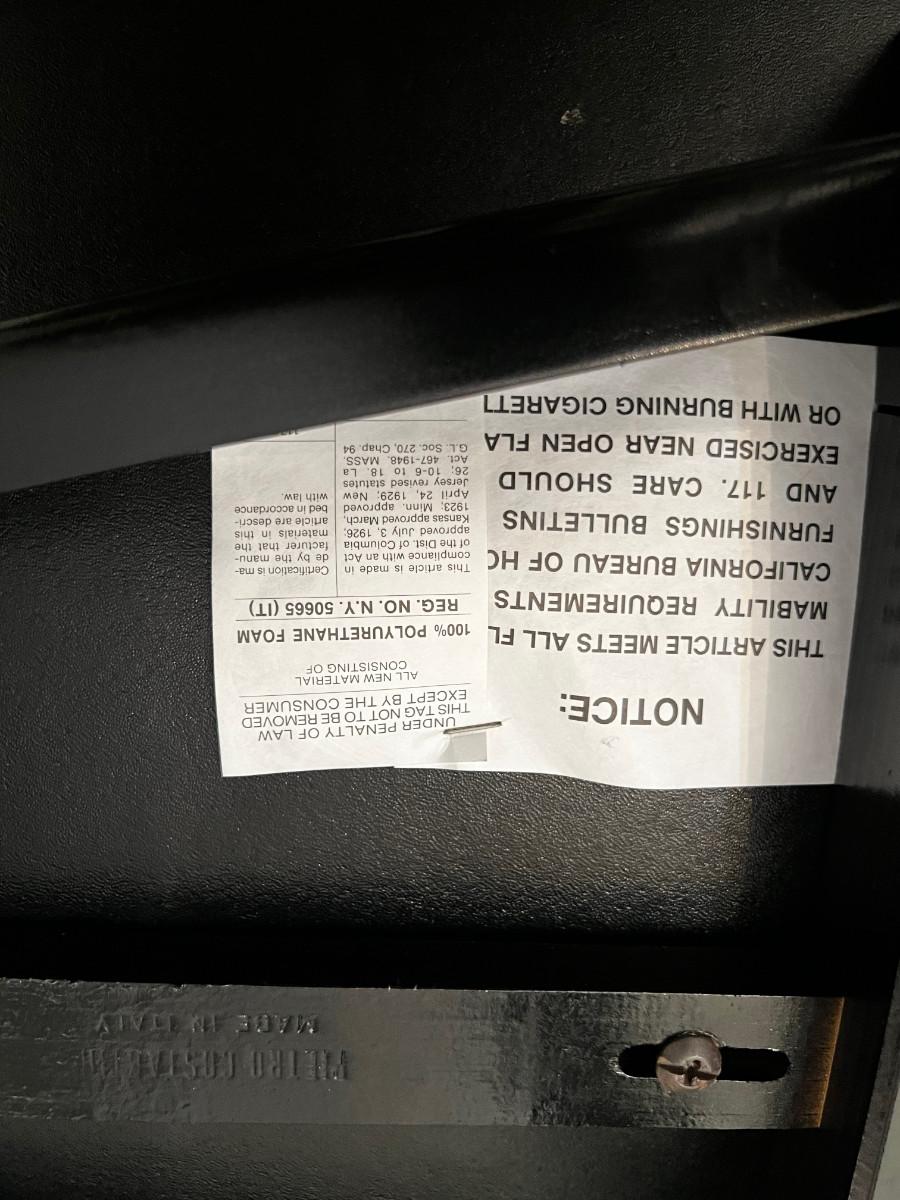 NOTICE:
THIS ARTICLE MEETS ALL FL
MABILITY REQUIREMENTS
CALIFORNIA BUREAU OF HO
FURNISHINGS BULLETINS
AND 117. CARE SHOULD
EXERCISED NEAR OPEN FLA
OR WITH BURNING CIGARETT
UNDER PENALTY OF LAW
THIS TAG NOT TO BE REMOVED
EXCEPT BY THE CONSUMER
ALL NEW MATERIAL
CONSISTING OF
100% POLYURETHANE FOAM
REG. NO. N.Y. 50665 (IT)
This article is made in
compliance with an Act
of the Dist. of Columbia
approved July 3, 1926;
Kansas approved March,
1923; Minn. approved
April 24, 1929; New
Jersey revised statutes
26; 10-6 to 18. La
Act. 467-1948. MASS.
G.L. Soc. 270, Chap. 94
Certification is ma-
de by the manu-
facturer that the
materials in this
article are descri-
bed in accordance
with law.
MADE IN ITALY
PIETRO COSTANTINI